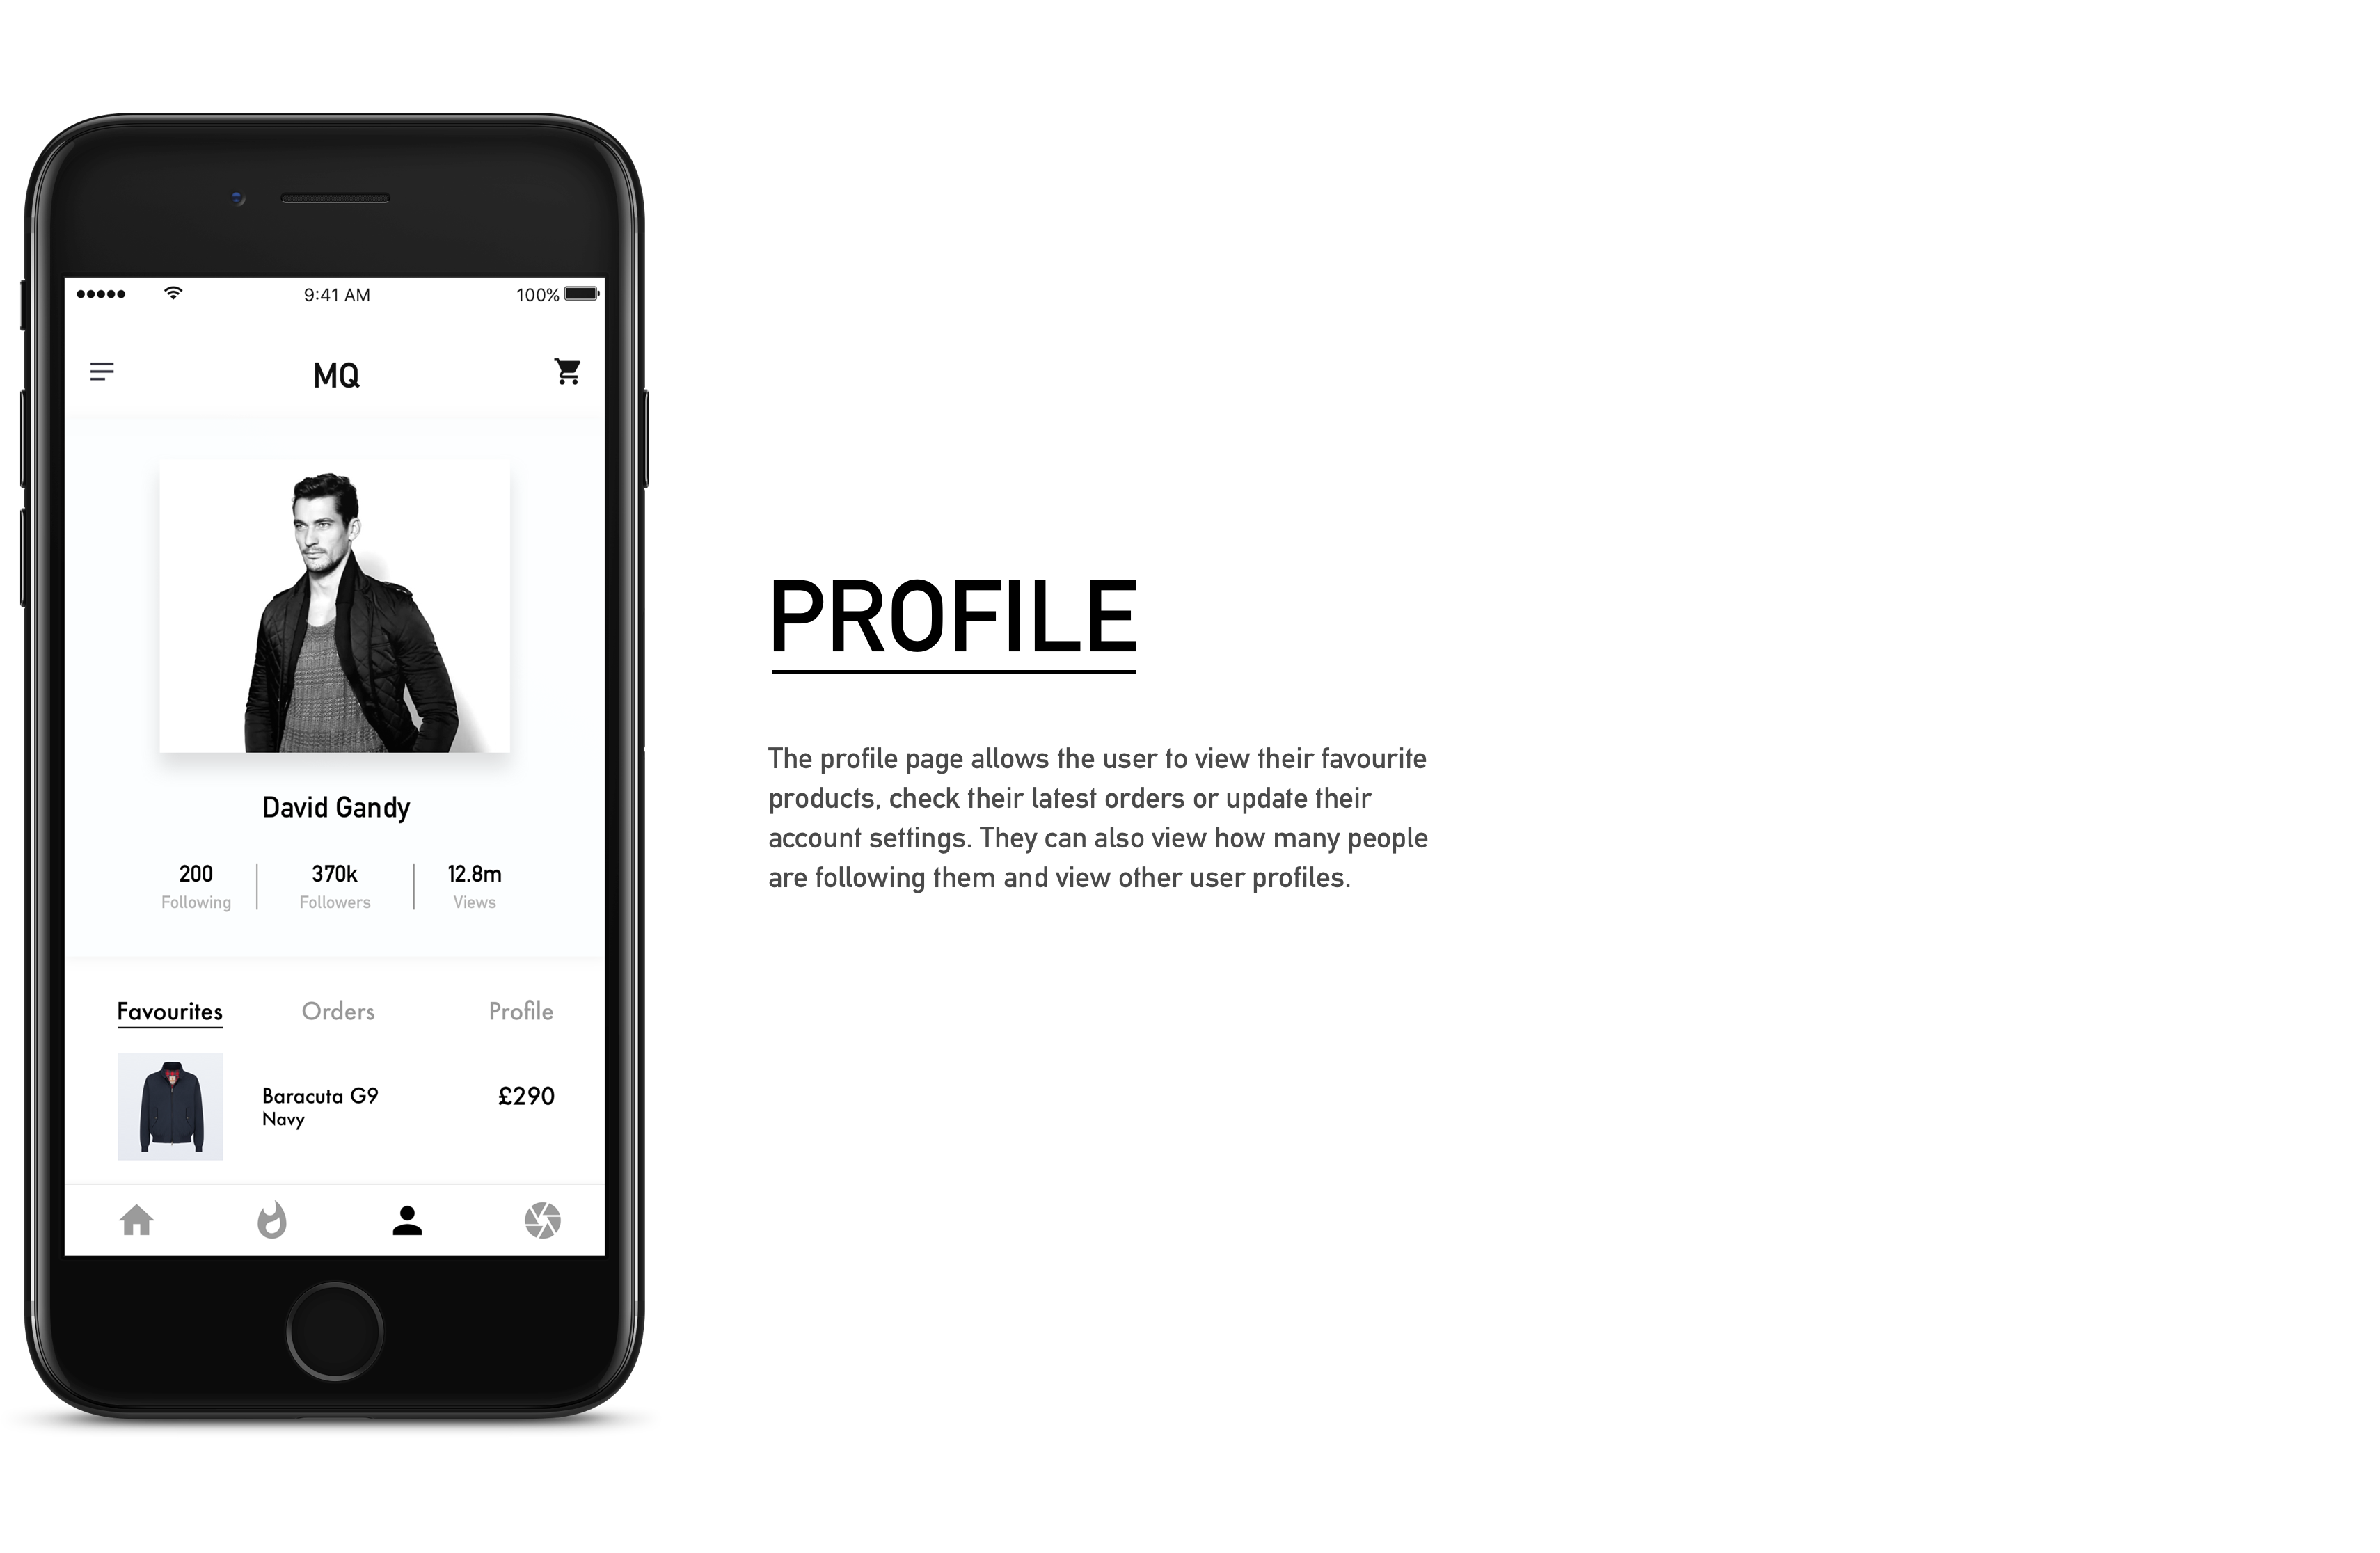 9:41 AM
100%
MQ
David Gandy
200
370k
12.8m
Following
Followers
Views
Favourites
Orders
Profile
Baracuta G9
£290
Navy
PROFILE
The profile page allows the user to view their favourite
products, check their latest orders or update their
account settings. They can also view how many people
are following them and view other user profiles.